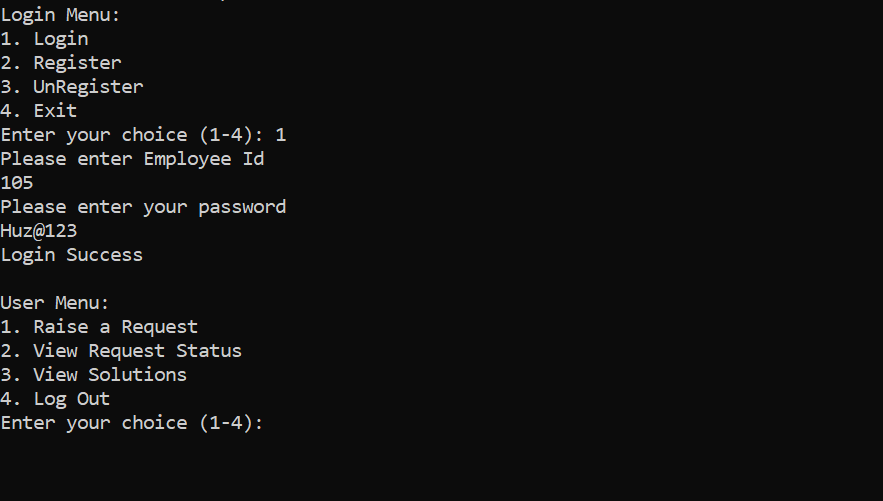 Login Menu:
1. Login
2. Register
3. UnRegister
4. Exit
Enter your choice (1-4): 1
Please enter Employee Id
105
Please enter your password
Huz@123
Login Success
User Menu:
1. Raise a Request
2. View Request Status
3. View Solutions
4. Log Out
Enter your choice (1-4):